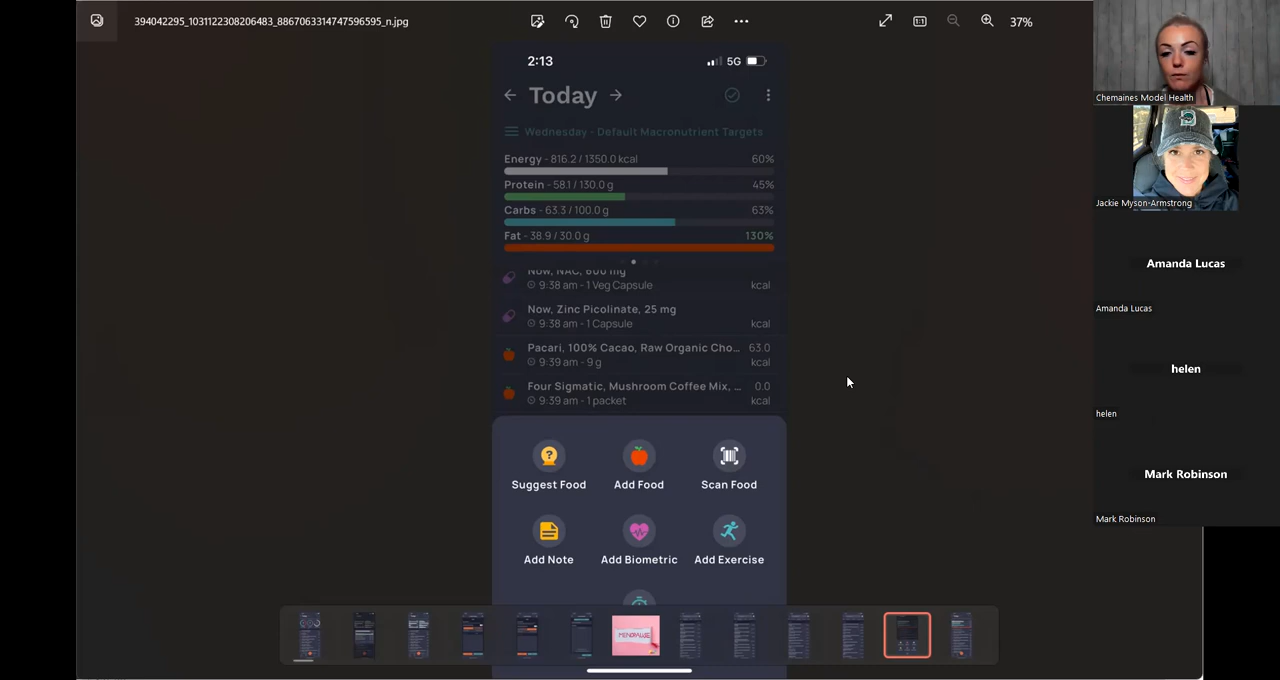 394042295_1031122308206483_8867063314747596595_n.jpg
37%
2:13
5G
Today
Wednesday - Default Macronutrient Targets
Energy - 816.2 / 1350.0 kcal 60%
Protein - 58.1 / 130.0 g 45%
Carbs - 63.3 / 100.0 g 63%
Fat - 38.9 / 30.0 g 130%
Now, NAC, 600 mg
9:38 am - 1 Veg Capsule kcal
Now, Zinc Picolinate, 25 mg
9:38 am - 1 Capsule kcal
Pacari, 100% Cacao, Raw Organic Cho... 63.0
9:39 am - 9 g kcal
Four Sigmatic, Mushroom Coffee Mix, ... 0.0
9:39 am - 1 packet kcal
Suggest Food Add Food Scan Food
Add Note Add Biometric Add Exercise
MENOPAUSE
Chemaines Model Health
Jackie Myson-Armstrong
Amanda Lucas
Amanda Lucas
helen
helen
Mark Robinson
Mark Robinson